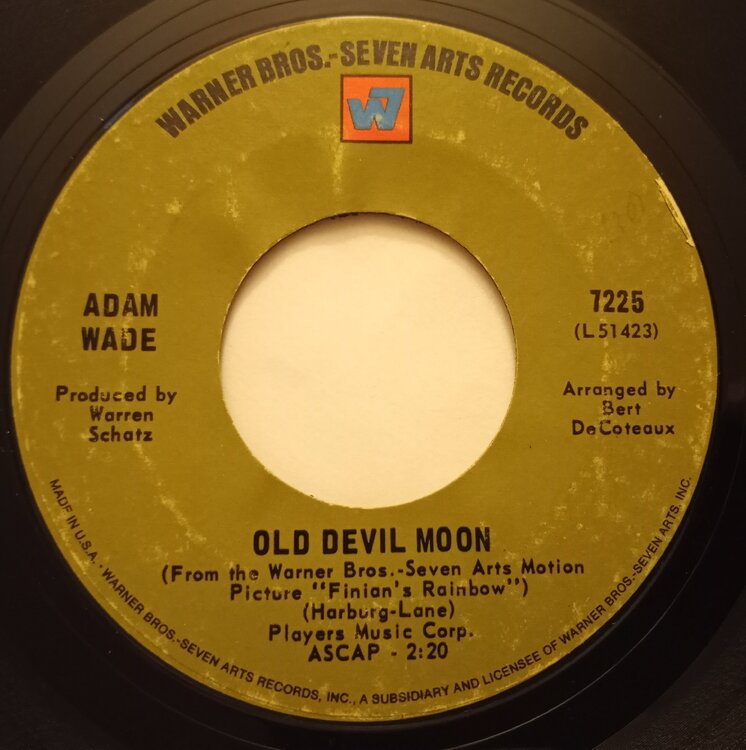 WARNER BROS.-SEVEN ARTS RECORDS
W7
ADAM
WADE
7225
(L 51423)
Produced by
Warren
Schatz
Arranged by
Bert
DeCoteaux
OLD DEVIL MOON
(From the Warner Bros.-Seven Arts Motion
Picture "Finian's Rainbow")
(Harburg-Lane)
Players Music Corp.
ASCAP - 2:20
MADE IN U.S.A. · WARNER BROS.-SEVEN ARTS RECORDS, INC., A SUBSIDIARY AND LICENSEE OF WARNER BROS.-SEVEN ARTS, INC.